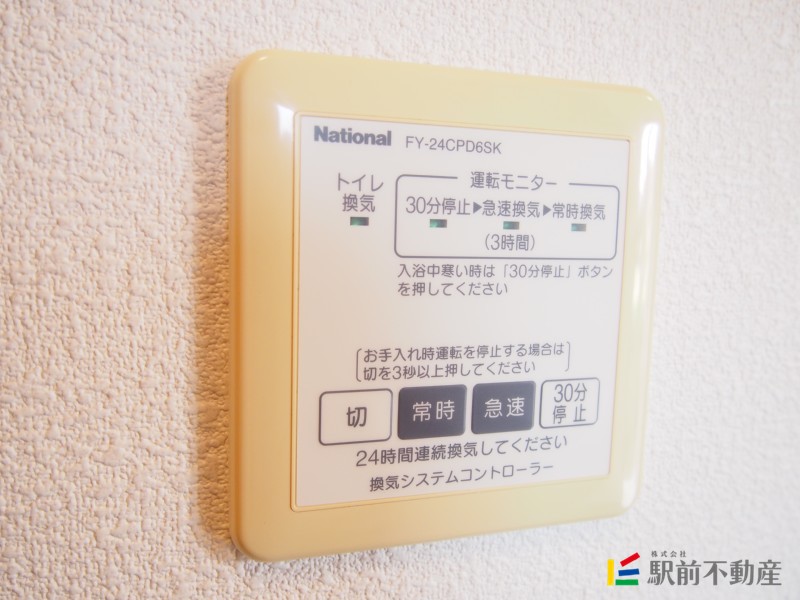 National FY-24CPD6SK
トイレ
換気
運転モニター
30分停止▶急速換気▶常時換気
(3時間)
入浴中寒い時は「30分停止」ボタン
を押してください
お手入れ時運転を停止する場合は
切を3秒以上押してください
切 常時 急速 30分
停止
24時間連続換気してください
換気システムコントローラー
株式会社
駅前不動産